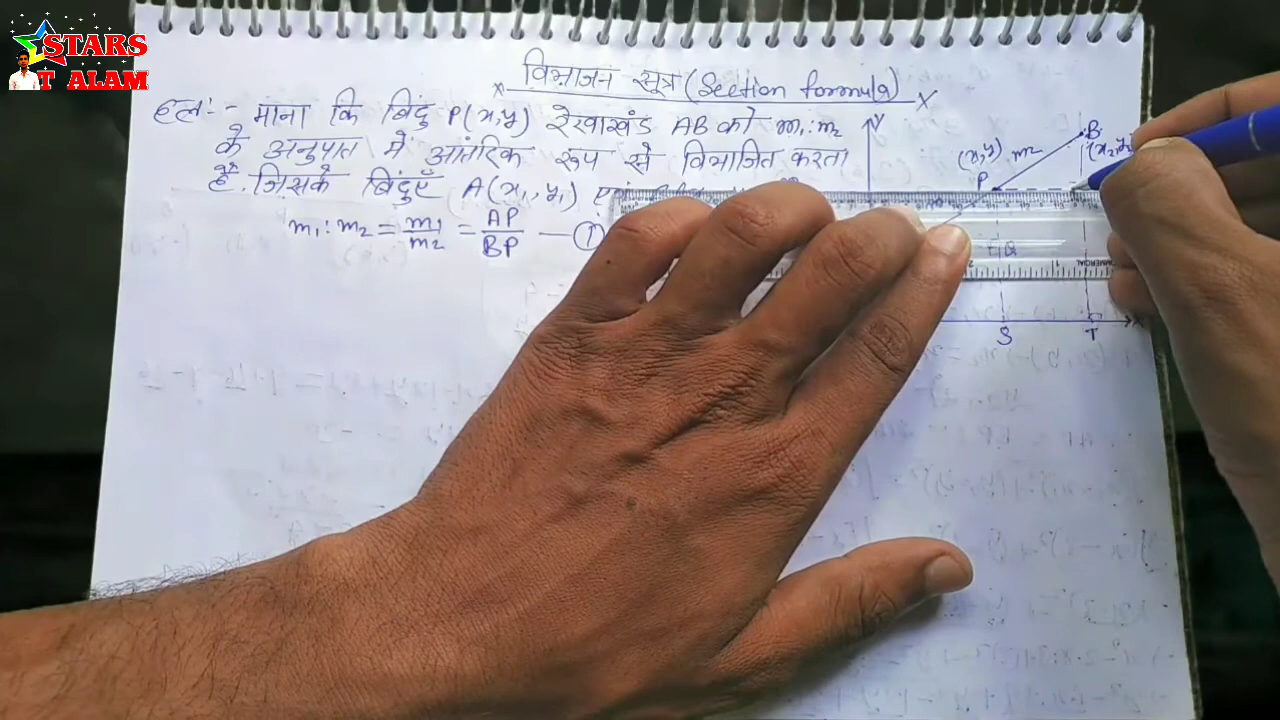 STARS
T ALAM
विभाजन सूत्र (Section formula)
हल:- माना कि बिंदु P(x,y) रेखाखंड AB को m₁:m₂
के अनुपात में आंतरिक रूप से विभाजित करता
है. जिसके बिंदुएँ A(x₁,y₁) एवं
m₁:m₂ = m₁/m₂ = AP/BP — ①
Y
B
(x,y) m₂ (x₂,y₂)
P
Q
S T